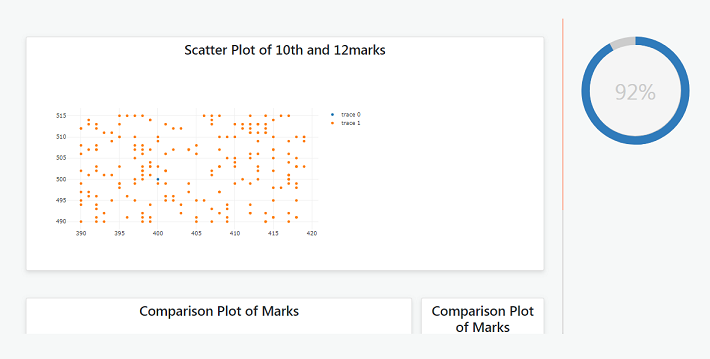 Scatter Plot of 10th and 12marks
515
510
505
500
495
490
390
395
400
405
410
415
420
trace 0
trace 1
92%
Comparison Plot of Marks
Comparison Plot
of Marks